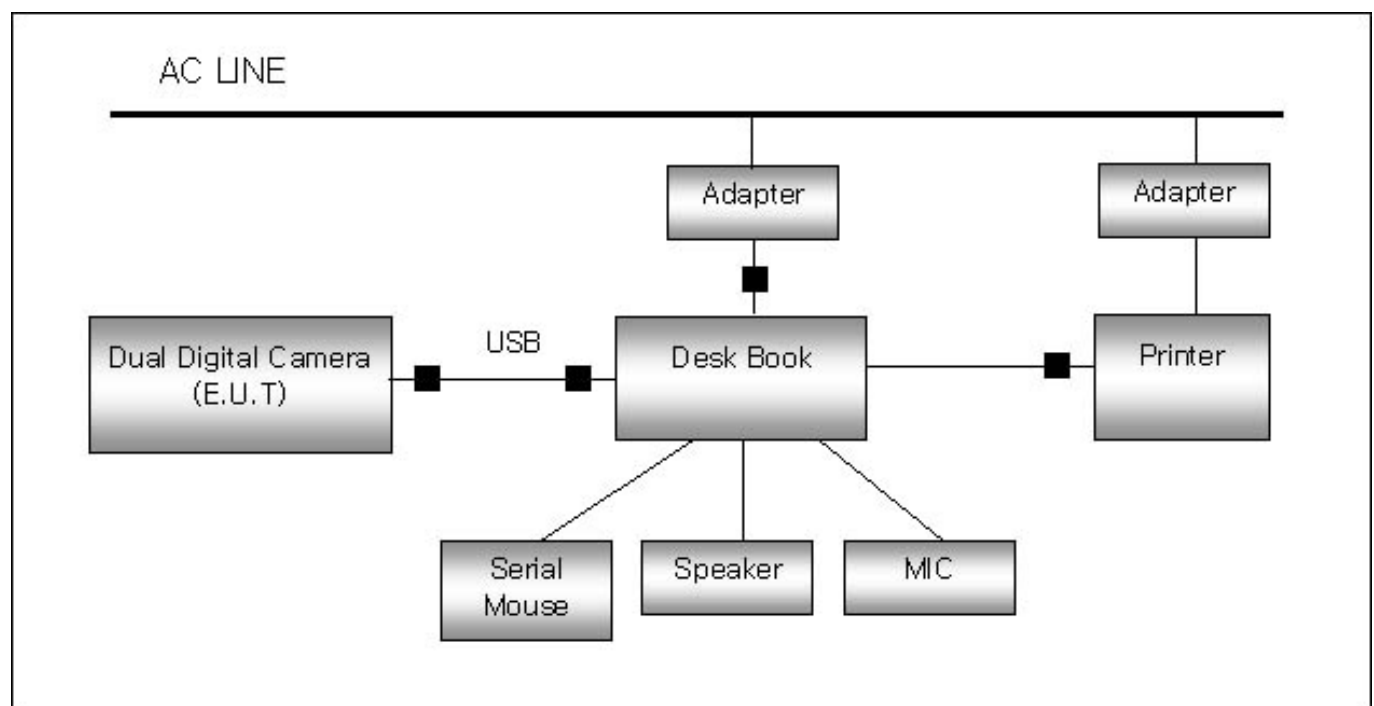 AC LINE
Adapter
Adapter
Dual Digital Camera
(E.U.T)
USB
Desk Book
Printer
Serial
Mouse
Speaker
MIC